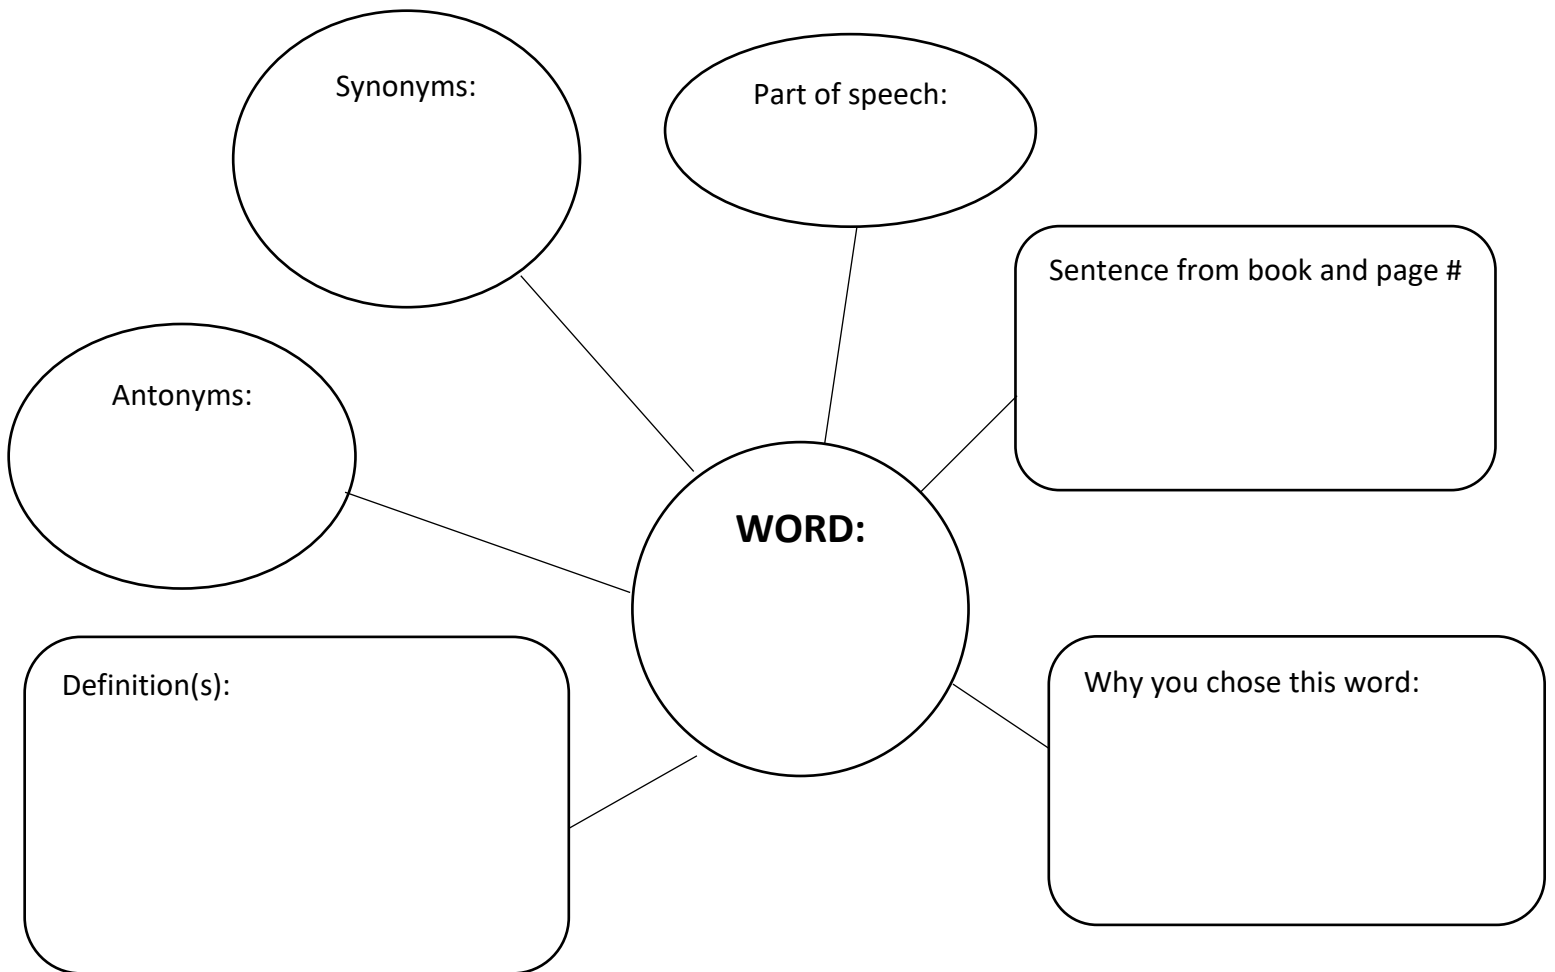 Synonyms:
Part of speech:
Sentence from book and page #
Antonyms:
WORD:
Definition(s):
Why you chose this word: